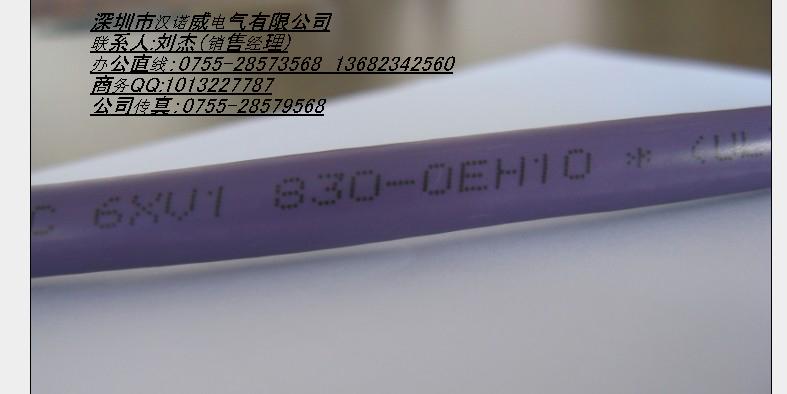 深圳市汉诺威电气有限公司
联系人:刘杰(销售经理)
办公直线:0755-28573568 13682342560
商务QQ:1013227787
公司传真:0755-28579568
C 6XV1 830-0EH10 * (UL